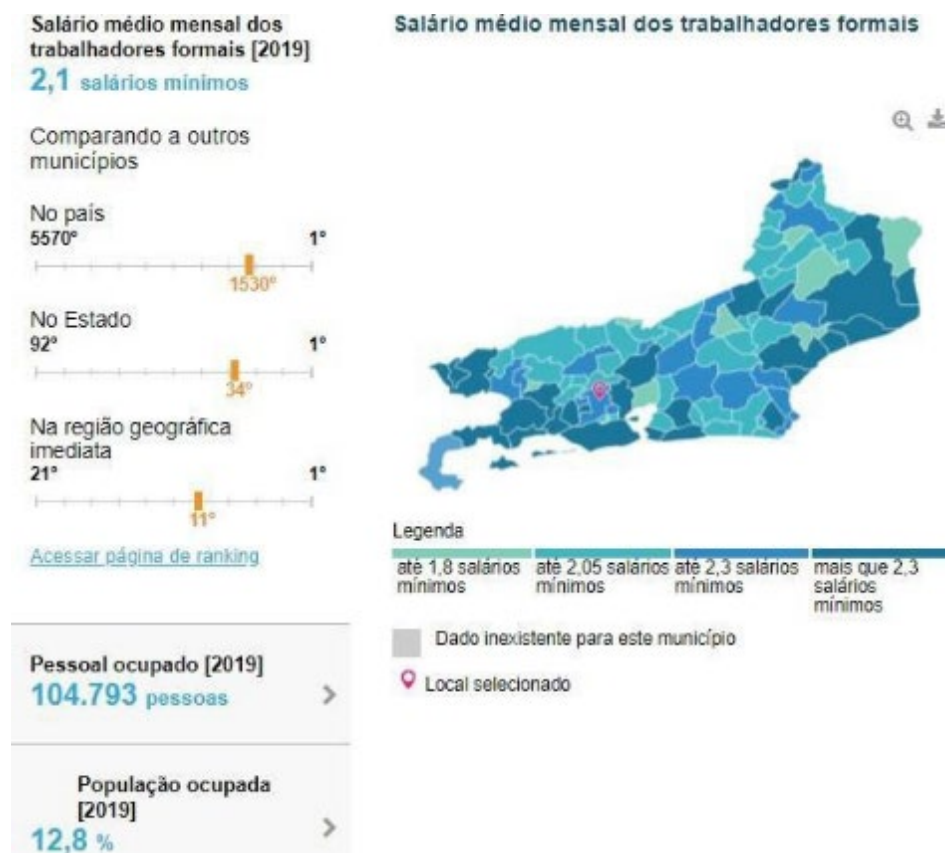 Salário médio mensal dos
trabalhadores formais [2019]
2,1 salários mínimos
Comparando a outros
municípios
No país
5570º 1º
1530º
No Estado
92º 1º
34º
Na região geográfica
imediata
21º 1º
11º
Acessar página de ranking
Pessoal ocupado [2019]
104.793 pessoas
População ocupada
[2019]
12,8 %
Salário médio mensal dos trabalhadores formais
Legenda
até 1,8 salários
mínimos
até 2,05 salários
mínimos
até 2,3 salários
mínimos
mais que 2,3
salários
mínimos
Dado inexistente para este município
Local selecionado